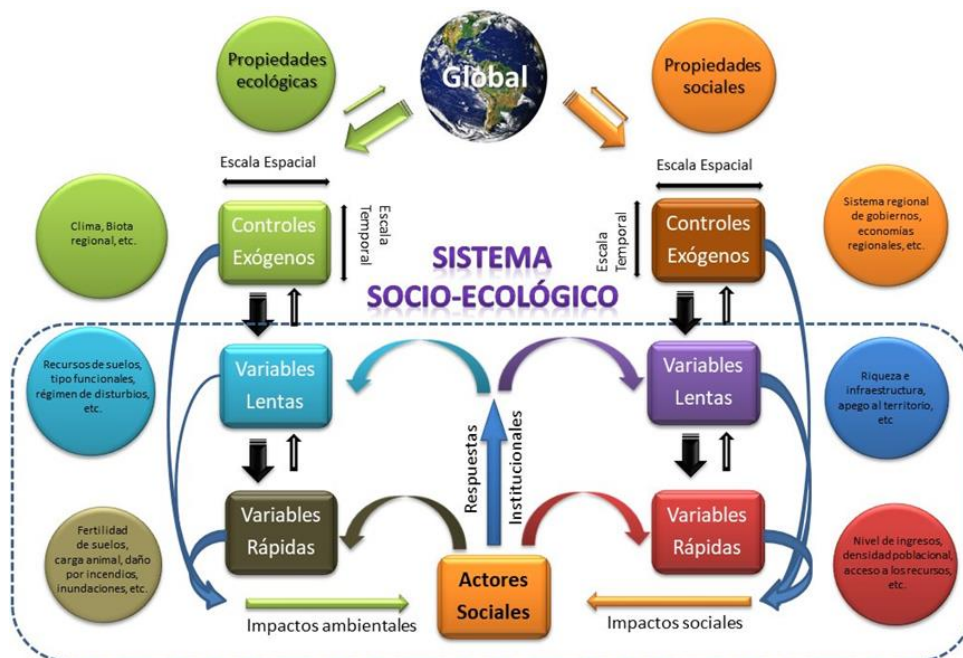 Propiedades
ecológicas
Global
Propiedades
sociales
Escala Espacial
Escala Espacial
Clima, Biota
regional, etc.
Controles
Exógenos
Escala
Temporal
Escala
Temporal
Controles
Exógenos
Sistema regional
de gobiernos,
economías
regionales, etc.
SISTEMA
SOCIO-ECOLÓGICO
Recursos de suelos,
tipo funcionales,
régimen de disturbios,
etc.
Variables
Lentas
Variables
Lentas
Riqueza e
infraestructura,
apego al territorio,
etc
Respuestas
Institucionales
Fertilidad
de suelos,
carga animal, daño
por incendios,
inundaciones, etc.
Variables
Rápidas
Variables
Rápidas
Nivel de ingresos,
densidad poblacional,
acceso a los recursos,
etc.
Actores
Sociales
Impactos ambientales
Impactos sociales